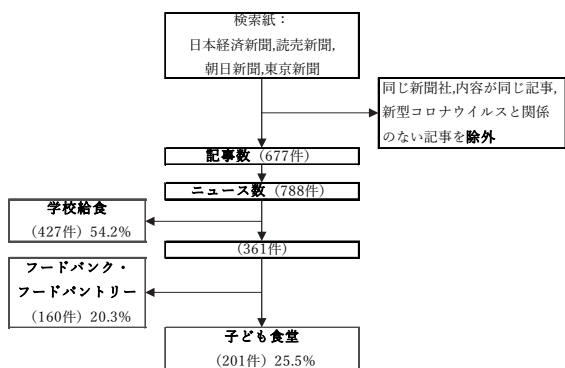 検索紙：
日本経済新聞,読売新聞,
朝日新聞,東京新聞
同じ新聞社,内容が同じ記事,
新型コロナウイルスと関係
のない記事を除外
記事数（677件）
ニュース数（788件）
学校給食
（427件）54.2%
(361件)
フードバンク・
フードパントリー
（160件）20.3%
子ども食堂
（201件）25.5%